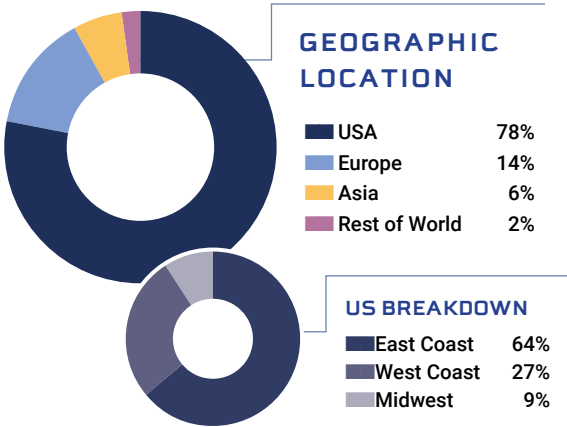 GEOGRAPHIC
LOCATION
USA 78%
Europe 14%
Asia 6%
Rest of World 2%
US BREAKDOWN
East Coast 64%
West Coast 27%
Midwest 9%